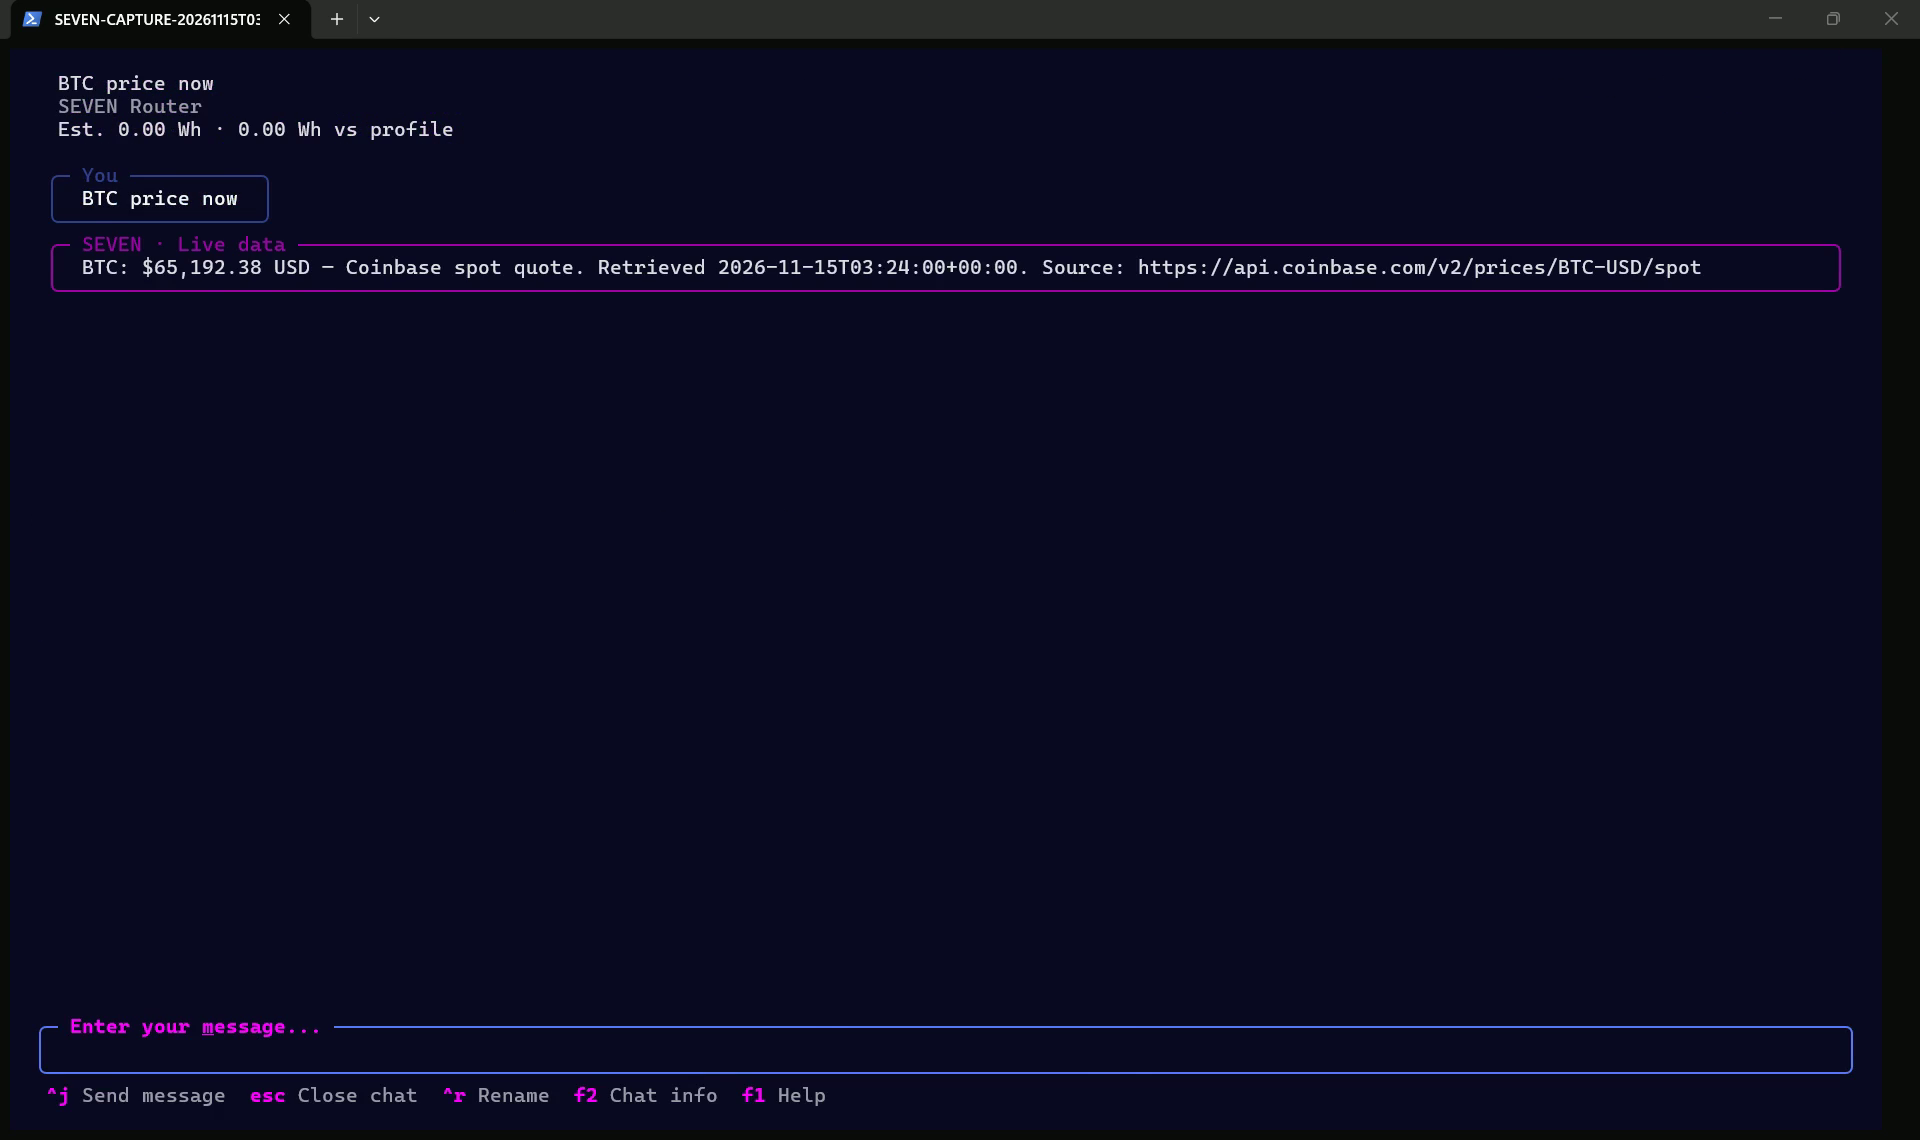 SEVEN-CAPTURE-20261115T03
BTC price now
SEVEN Router
Est. 0.00 Wh · 0.00 Wh vs profile
You
BTC price now
SEVEN · Live data
BTC: $65,192.38 USD — Coinbase spot quote. Retrieved 2026-11-15T03:24:00+00:00. Source: https://api.coinbase.com/v2/prices/BTC-USD/spot
Enter your message...
^j Send message esc Close chat ^r Rename f2 Chat info f1 Help